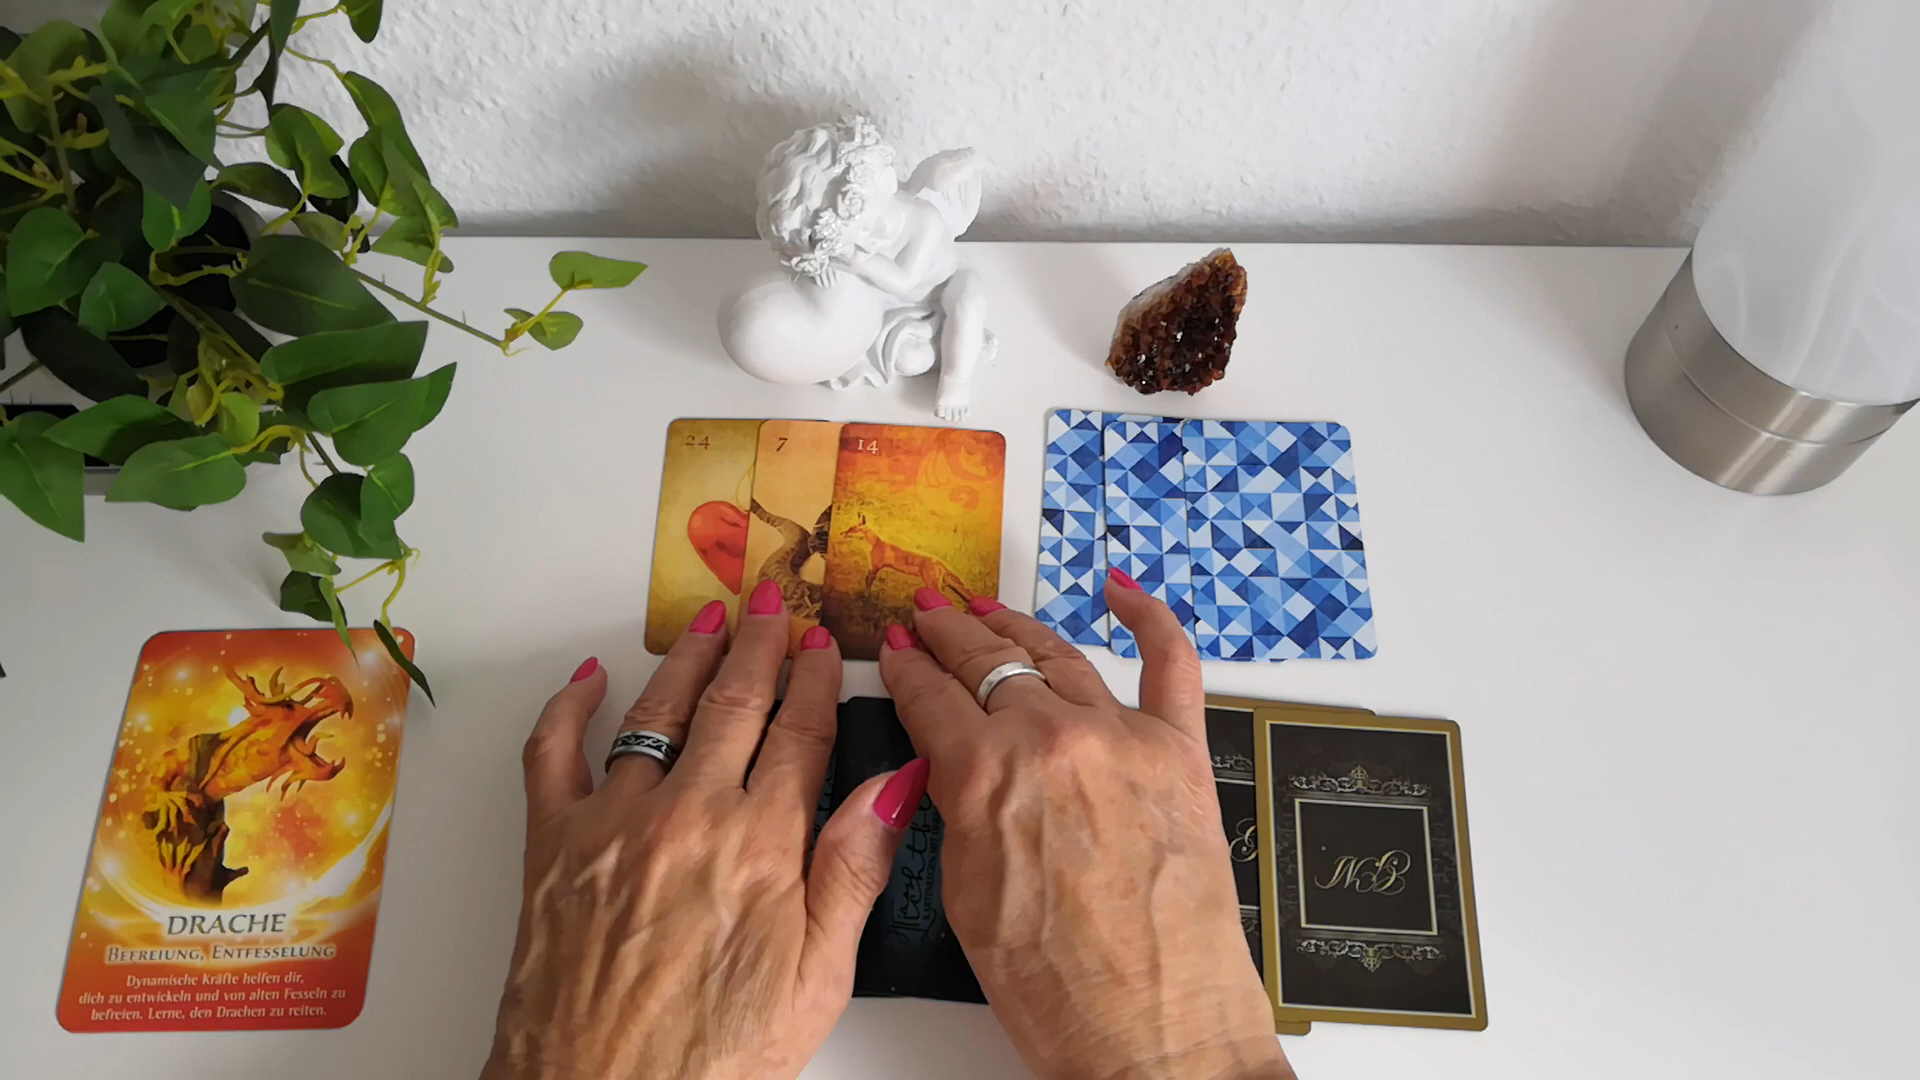 24
7
14
DRACHE
BEFREIUNG, ENTFESSELUNG
Dynamische Kräfte helfen dir,
dich zu entwickeln und von alten Fesseln zu
befreien. Lerne, den Drachen zu reiten.